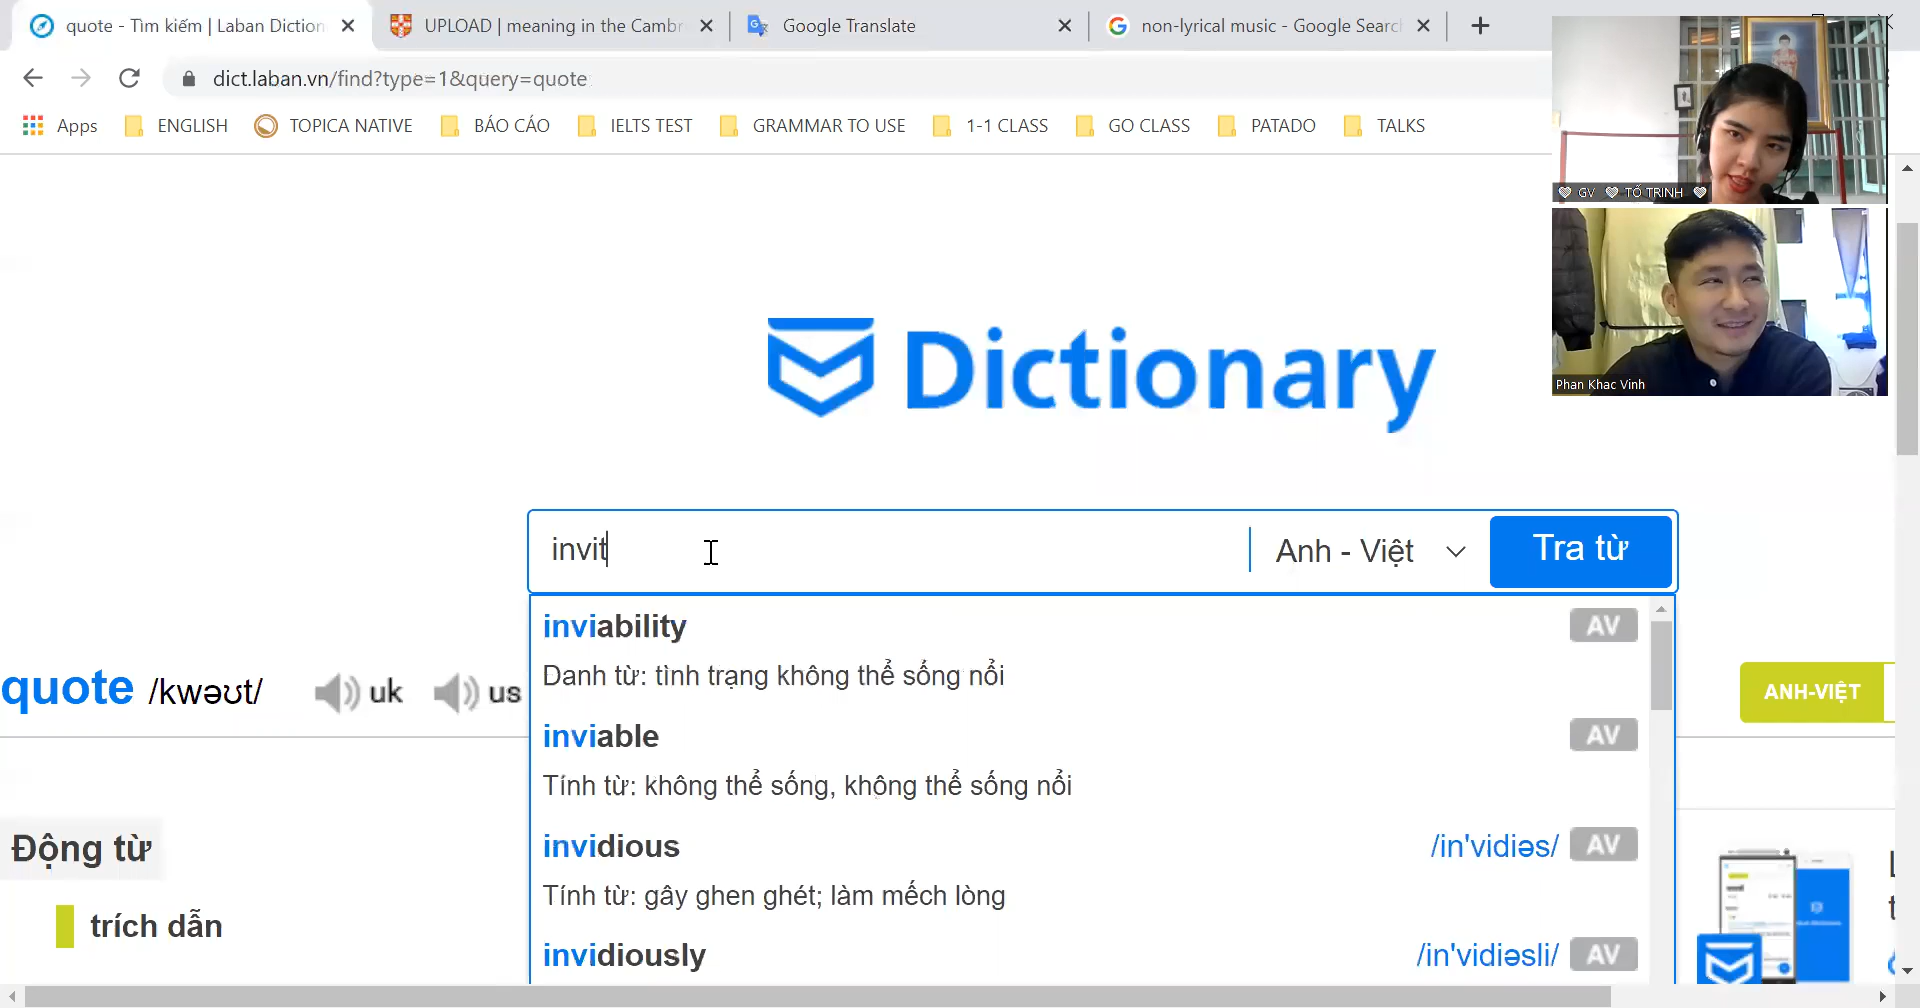 quote - Tìm kiếm | Laban Diction
UPLOAD | meaning in the Cambr
Google Translate
non-lyrical music - Google Searc
dict.laban.vn/find?type=1&query=quote
Apps
ENGLISH
TOPICA NATIVE
BÁO CÁO
IELTS TEST
GRAMMAR TO USE
1-1 CLASS
GO CLASS
PATADO
TALKS
GV TỐ TRINH
Phan Khac Vinh
Dictionary
invit
Anh - Việt
Tra từ
inviability AV
Danh từ: tình trạng không thể sống nổi
quote /kwəʊt/ uk us
ANH-VIỆT
inviable AV
Tính từ: không thể sống, không thể sống nổi
Động từ
invidious /in'vidiəs/ AV
Tính từ: gây ghen ghét; làm mếch lòng
trích dẫn
invidiously /in'vidiəsli/ AV